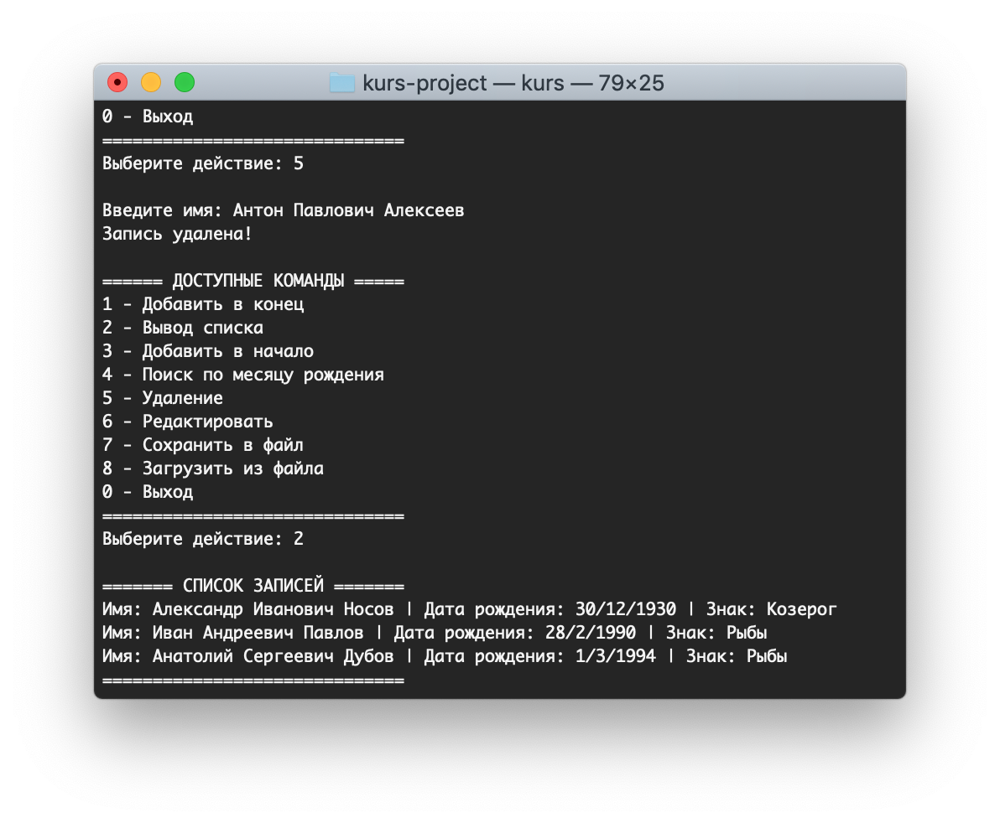 kurs-project — kurs — 79×25
0 - Выход
==============================
Выберите действие: 5
Введите имя: Антон Павлович Алексеев
Запись удалена!
====== ДОСТУПНЫЕ КОМАНДЫ =====
1 - Добавить в конец
2 - Вывод списка
3 - Добавить в начало
4 - Поиск по месяцу рождения
5 - Удаление
6 - Редактировать
7 - Сохранить в файл
8 - Загрузить из файла
0 - Выход
==============================
Выберите действие: 2
======= СПИСОК ЗАПИСЕЙ =======
Имя: Александр Иванович Носов | Дата рождения: 30/12/1930 | Знак: Козерог
Имя: Иван Андреевич Павлов | Дата рождения: 28/2/1990 | Знак: Рыбы
Имя: Анатолий Сергеевич Дубов | Дата рождения: 1/3/1994 | Знак: Рыбы
==============================